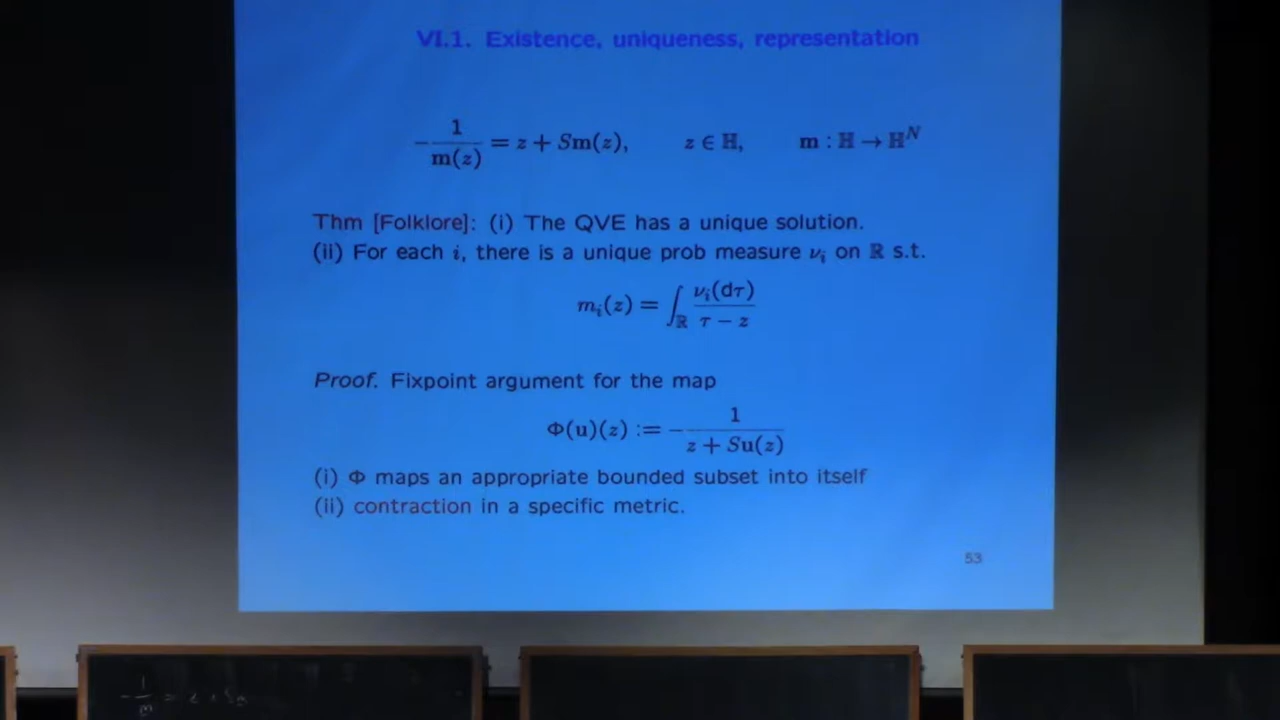 VI.1. Existence, uniqueness, representation
− 1/m(z) = z + Sm(z), z ∈ ℍ, m : ℍ → ℍ^N
Thm [Folklore]: (i) The QVE has a unique solution.
(ii) For each i, there is a unique prob measure ν_i on ℝ s.t.
m_i(z) = ∫_ℝ ν_i(dτ)/(τ − z)
Proof. Fixpoint argument for the map
Φ(u)(z) := − 1/(z + Su(z))
(i) Φ maps an appropriate bounded subset into itself
(ii) contraction in a specific metric.
53